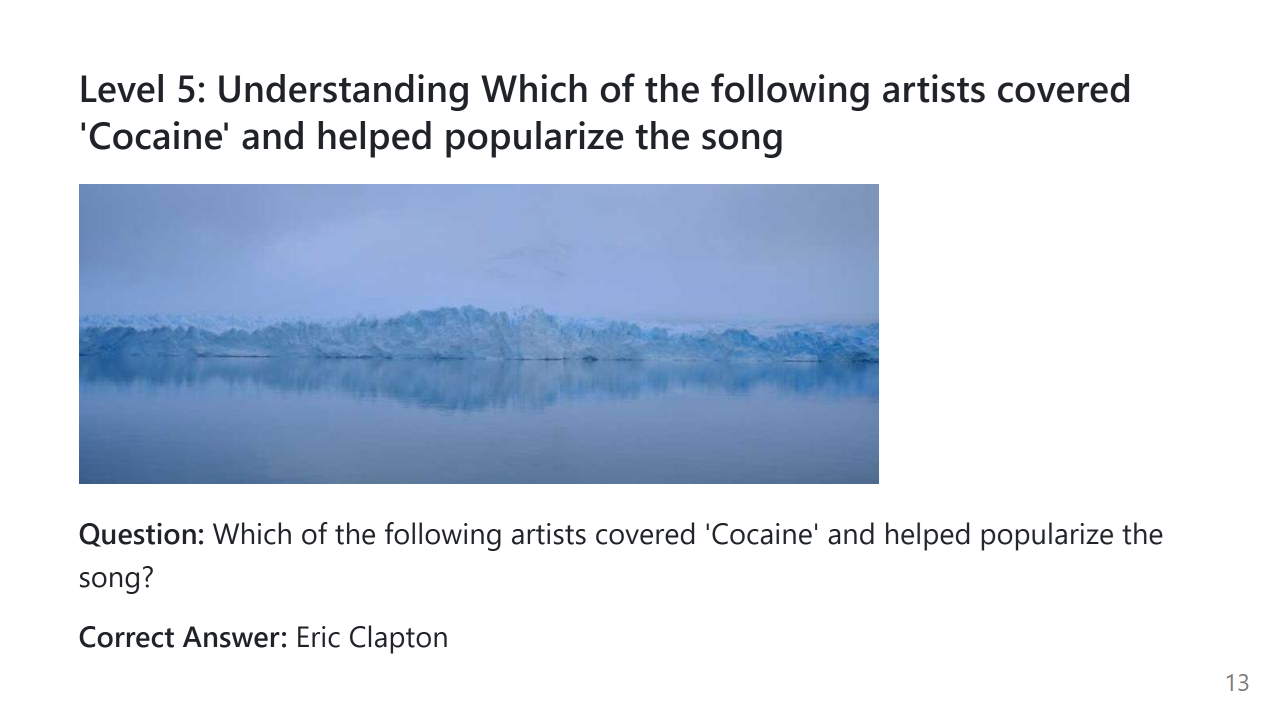 Level 5: Understanding Which of the following artists covered
'Cocaine' and helped popularize the song
Question: Which of the following artists covered 'Cocaine' and helped popularize the
song?
Correct Answer: Eric Clapton
13